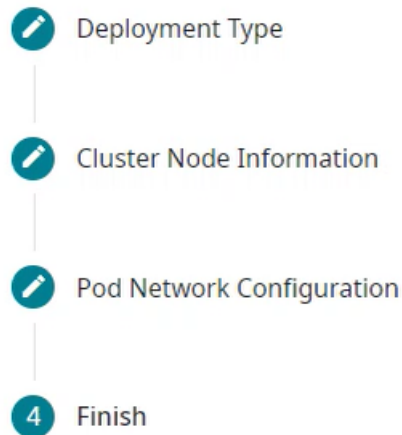 Deployment Type
Cluster Node Information
Pod Network Configuration
4 Finish